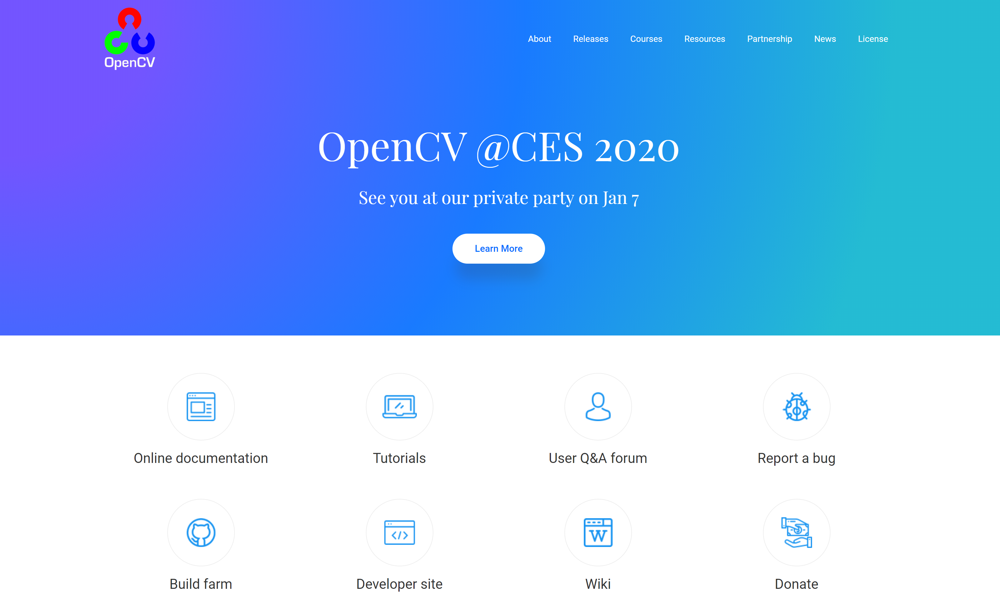 OpenCV
About Releases Courses Resources Partnership News License
OpenCV @CES 2020
See you at our private party on Jan 7
Learn More
Online documentation Tutorials User Q&A forum Report a bug
W
Build farm Developer site Wiki Donate